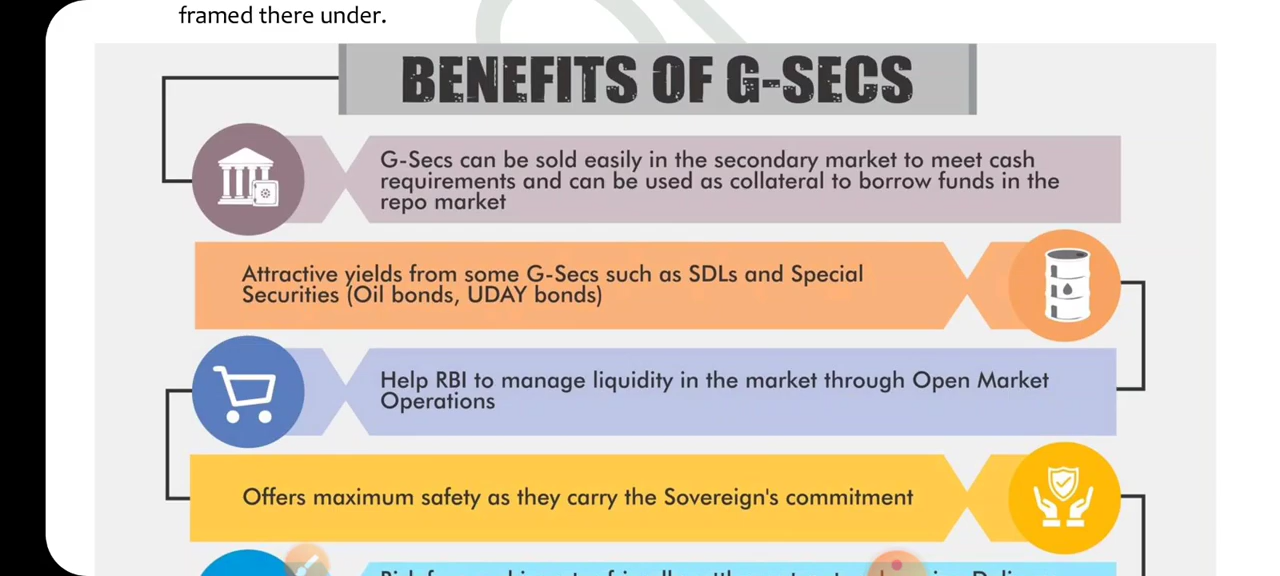 framed there under.
BENEFITS OF G-SECS
G-Secs can be sold easily in the secondary market to meet cash
requirements and can be used as collateral to borrow funds in the
repo market
Attractive yields from some G-Secs such as SDLs and Special
Securities (Oil bonds, UDAY bonds)
Help RBI to manage liquidity in the market through Open Market
Operations
Offers maximum safety as they carry the Sovereign's commitment